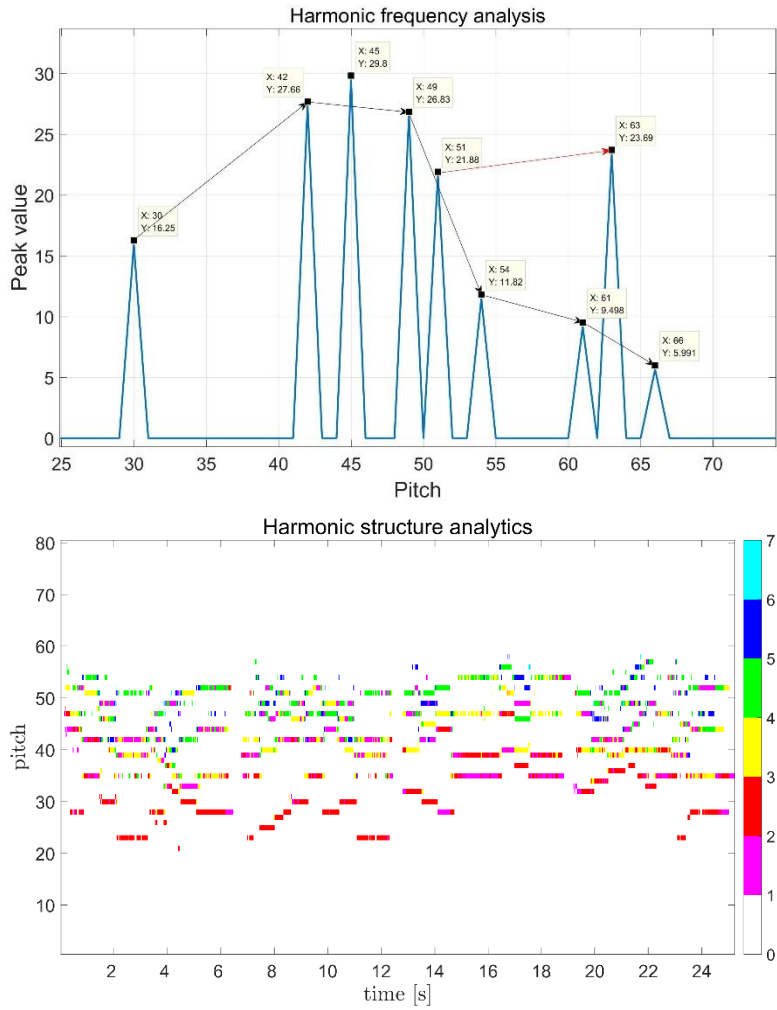 Harmonic frequency analysis
Peak value
30
25
20
15
10
5
0
X: 30
Y: 16.25
X: 42
Y: 27.66
X: 45
Y: 29.8
X: 49
Y: 26.83
X: 51
Y: 21.88
X: 54
Y: 11.82
X: 61
Y: 9.498
X: 63
Y: 23.69
X: 66
Y: 5.991
25 30 35 40 45 50 55 60 65 70
Pitch
Harmonic structure analytics
pitch
80
70
60
50
40
30
20
10
2 4 6 8 10 12 14 16 18 20 22 24
time [s]
7
6
5
4
3
2
1
0